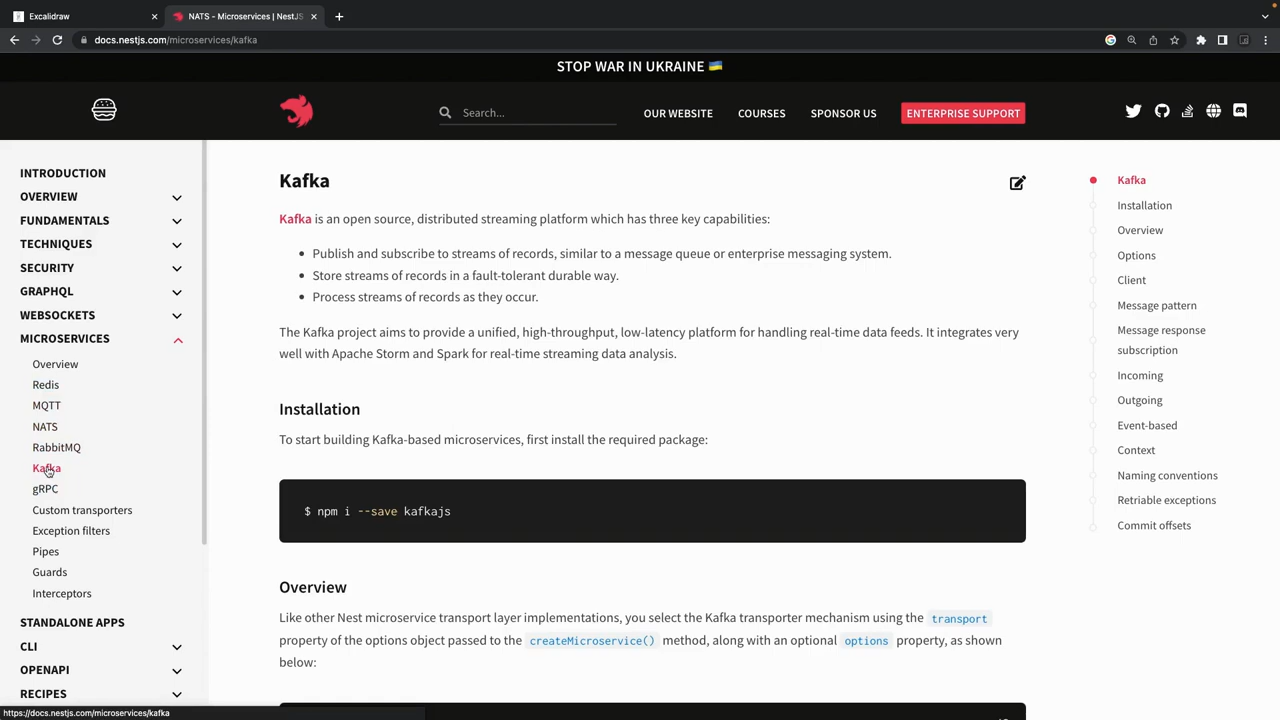 Excalidraw
NATS - Microservices | NestJS
docs.nestjs.com/microservices/kafka
STOP WAR IN UKRAINE 🇺🇦
Search...
OUR WEBSITE
COURSES
SPONSOR US
ENTERPRISE SUPPORT
INTRODUCTION
OVERVIEW
FUNDAMENTALS
TECHNIQUES
SECURITY
GRAPHQL
WEBSOCKETS
MICROSERVICES
Overview
Redis
MQTT
NATS
RabbitMQ
Kafka
gRPC
Custom transporters
Exception filters
Pipes
Guards
Interceptors
STANDALONE APPS
CLI
OPENAPI
RECIPES
https://docs.nestjs.com/microservices/kafka
Kafka
Kafka is an open source, distributed streaming platform which has three key capabilities:
• Publish and subscribe to streams of records, similar to a message queue or enterprise messaging system.
• Store streams of records in a fault-tolerant durable way.
• Process streams of records as they occur.
The Kafka project aims to provide a unified, high-throughput, low-latency platform for handling real-time data feeds. It integrates very
well with Apache Storm and Spark for real-time streaming data analysis.
Installation
To start building Kafka-based microservices, first install the required package:
$ npm i --save kafkajs
Overview
Like other Nest microservice transport layer implementations, you select the Kafka transporter mechanism using the transport
property of the options object passed to the createMicroservice() method, along with an optional options property, as shown
below:
Kafka
Installation
Overview
Options
Client
Message pattern
Message response
subscription
Incoming
Outgoing
Event-based
Context
Naming conventions
Retriable exceptions
Commit offsets